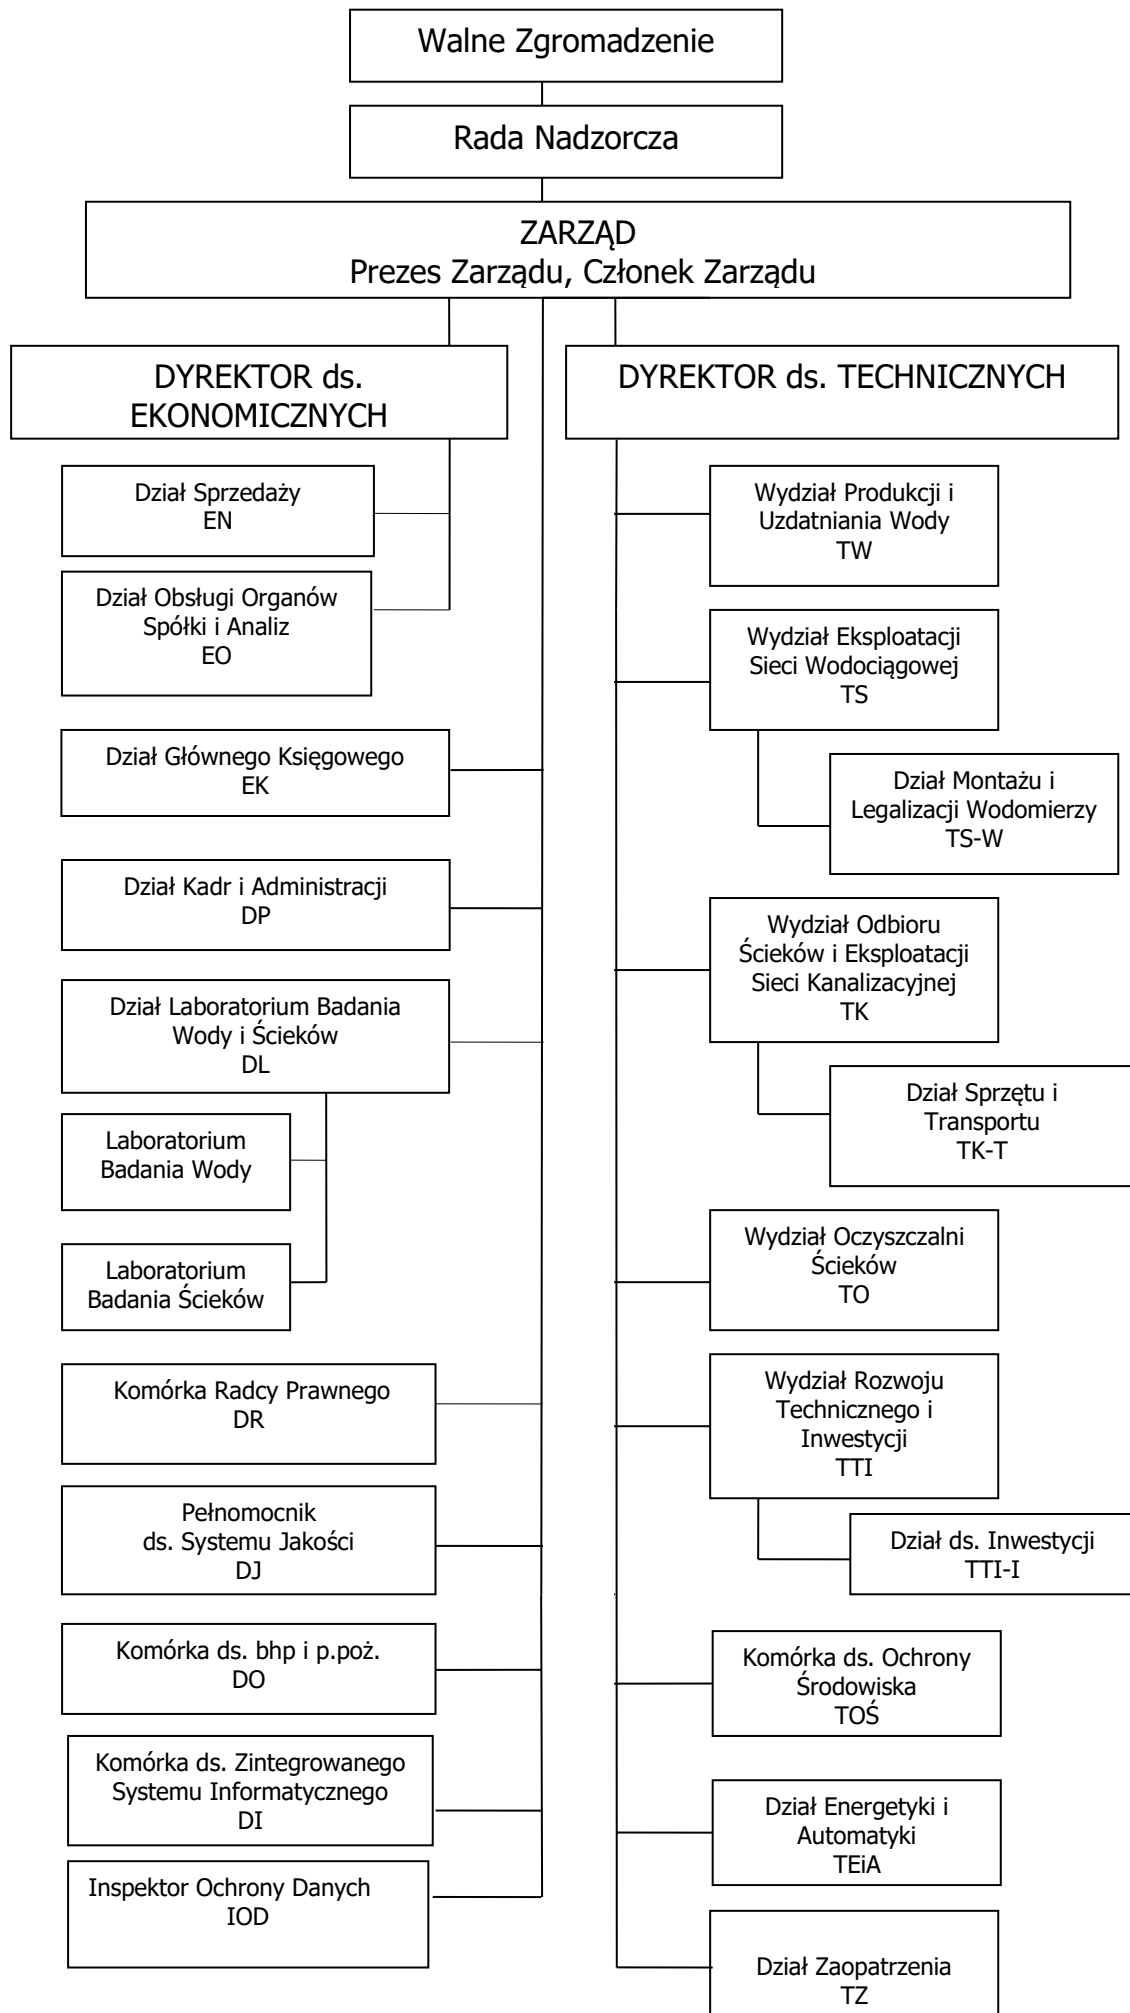 Walne Zgromadzenie
Rada Nadzorcza
ZARZĄD
Prezes Zarządu, Członek Zarządu
DYREKTOR ds.
EKONOMICZNYCH
Dział Sprzedaży
EN
Dział Obsługi Organów
Spółki i Analiz
EO
Dział Głównego Księgowego
EK
Dział Kadr i Administracji
DP
Dział Laboratorium Badania
Wody i Ścieków
DL
Laboratorium
Badania Wody
Laboratorium
Badania Ścieków
Komórka Radcy Prawnego
DR
Pełnomocnik
ds. Systemu Jakości
DJ
Komórka ds. bhp i p.poż.
DO
Komórka ds. Zintegrowanego
Systemu Informatycznego
DI
Inspektor Ochrony Danych
IOD
DYREKTOR ds. TECHNICZNYCH
Wydział Produkcji i
Uzdatniania Wody
TW
Wydział Eksploatacji
Sieci Wodociągowej
TS
Dział Montażu i
Legalizacji Wodomierzy
TS-W
Wydział Odbioru
Ścieków i Eksploatacji
Sieci Kanalizacyjnej
TK
Dział Sprzętu i
Transportu
TK-T
Wydział Oczyszczalni
Ścieków
TO
Wydział Rozwoju
Technicznego i
Inwestycji
TTI
Dział ds. Inwestycji
TTI-I
Komórka ds. Ochrony
Środowiska
TOŚ
Dział Energetyki i
Automatyki
TEiA
Dział Zaopatrzenia
TZ